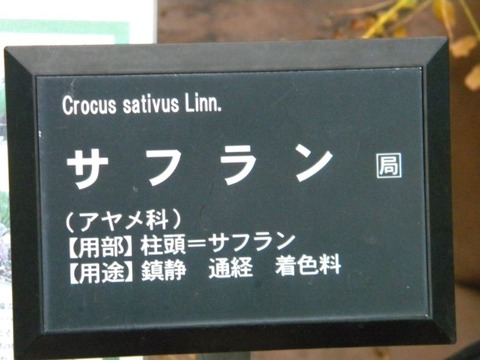 Crocus sativus Linn.
サフラン 局
(アヤメ科)
【用部】柱頭＝サフラン
【用途】鎮静 通経 着色料